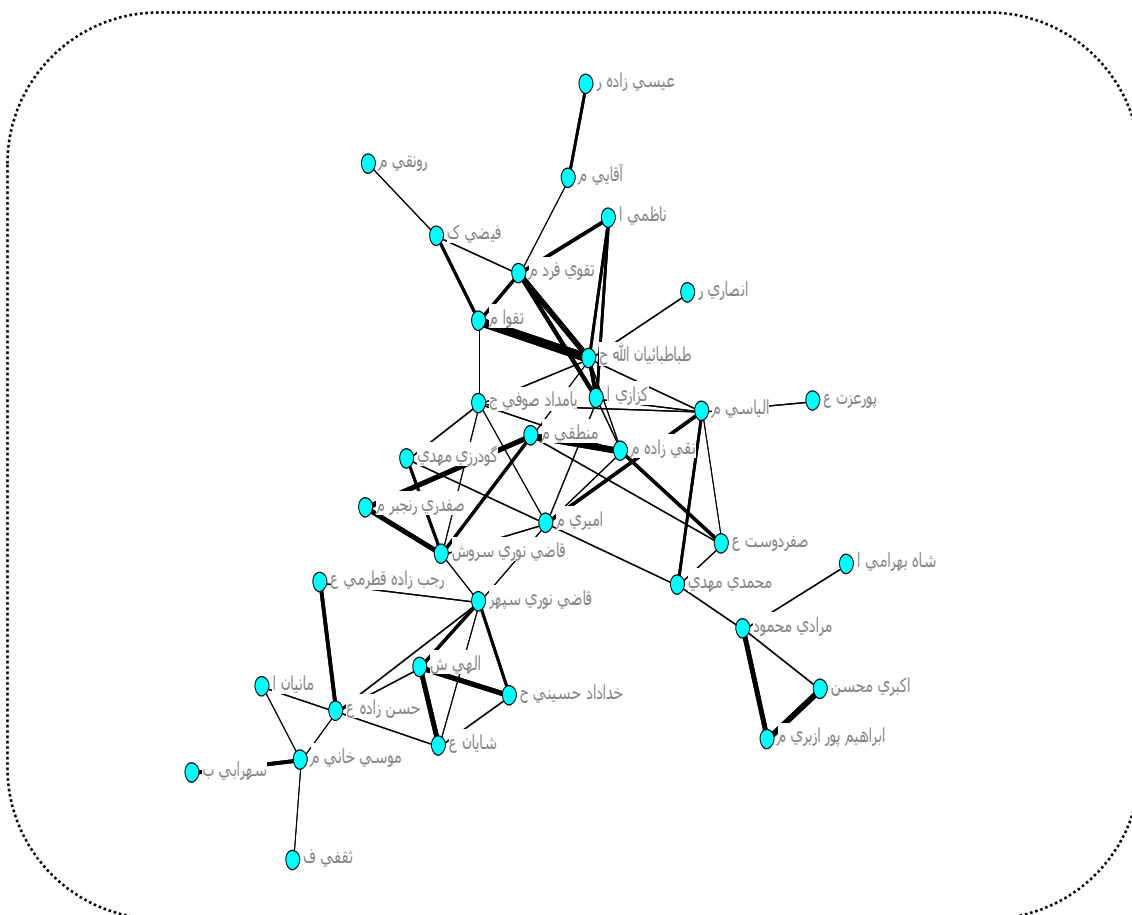 عيسي زاده ر
رونقي م
آقايي م
ناظمي ا
فيضي ک
تقوي فرد م
انصاري ر
تقوا م
طباطبائيان الله ح
کزازي ا
بامداد صوفي ج
الياسي م
پورعزت ع
منطقي م
نقي زاده م
گودرزي مهدي
صفدري رنجبر م
اميري م
صفردوست ع
قاضي نوري سروش
شاه بهرامي ا
رجب زاده قطرمي ع
محمدي مهدي
قاضي نوري سپهر
مرادي محمود
الهي ش
مانيان ا
خداداد حسيني ح
اکبري محسن
حسن زاده ع
ابراهيم پور ازبري م
شايان ع
موسي خاني م
سهرابي ب
ثقفي ف